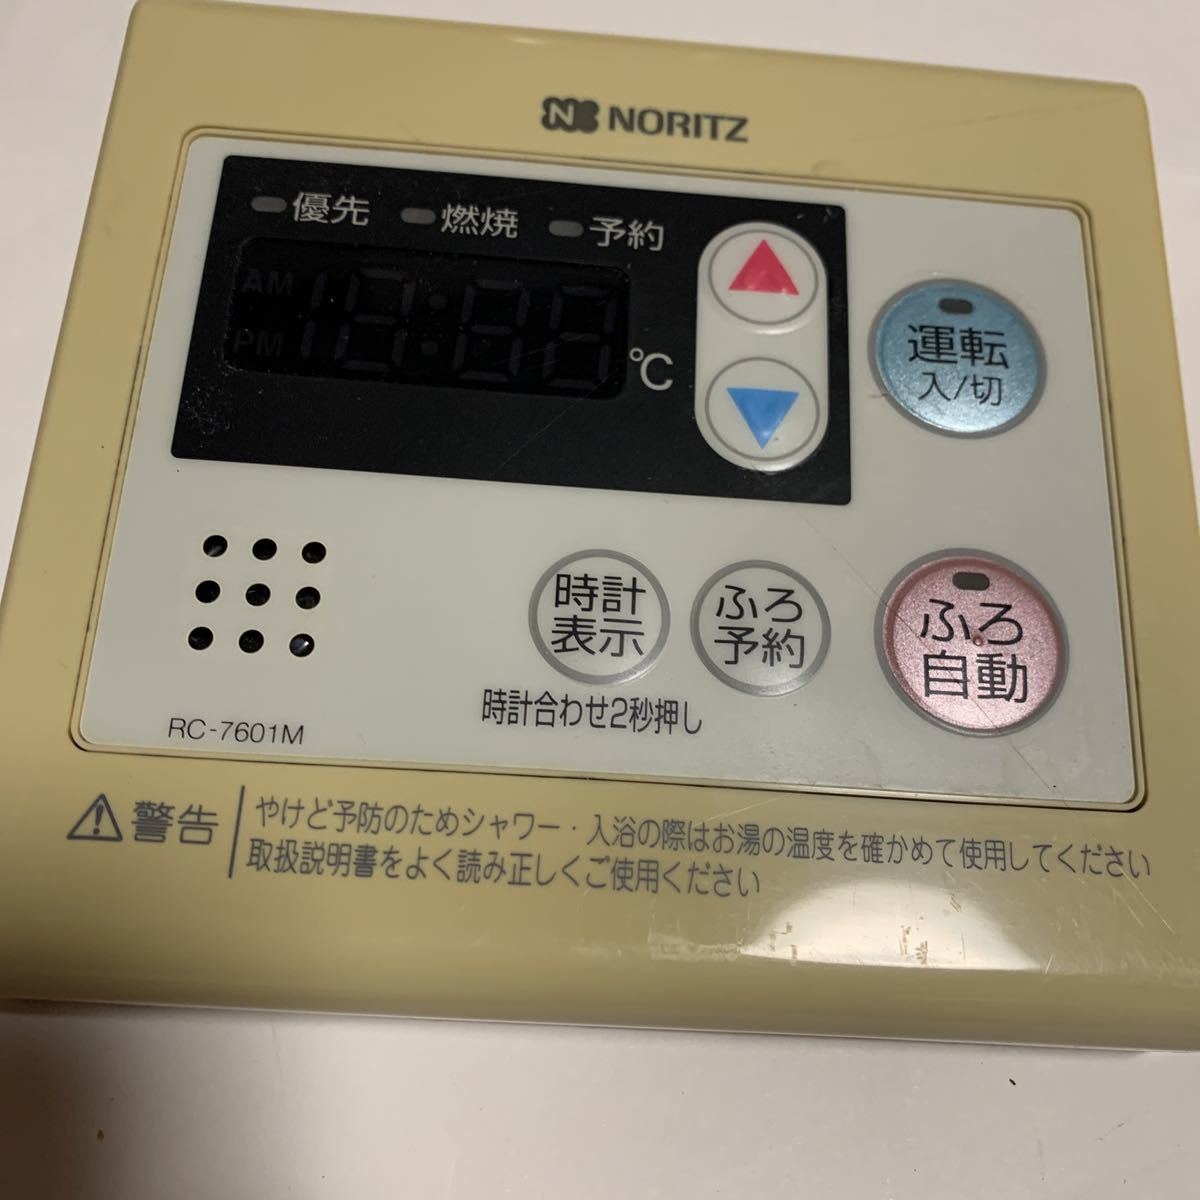 NORITZ
優先 燃焼 予約
AM
PM
18:88
℃
運転
入/切
時計
表示
ふろ
予約
ふろ
自動
時計合わせ2秒押し
RC-7601M
警告
やけど予防のためシャワー・入浴の際はお湯の温度を確かめて使用してください
取扱説明書をよく読み正しくご使用ください